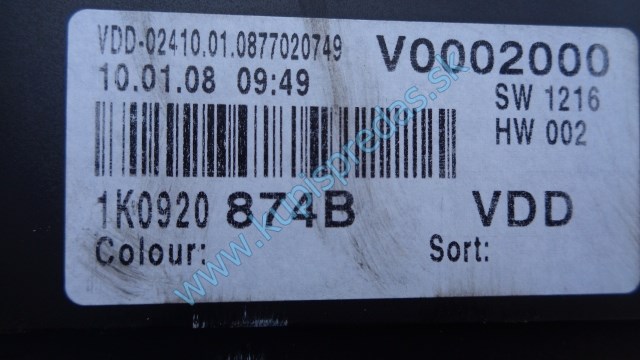 VDD-02410.01.0877020749 V0002000
10.01.08 09:49 SW 1216
HW 002
1K0920 874B VDD
Colour: Sort:
www.kupispredas.sk